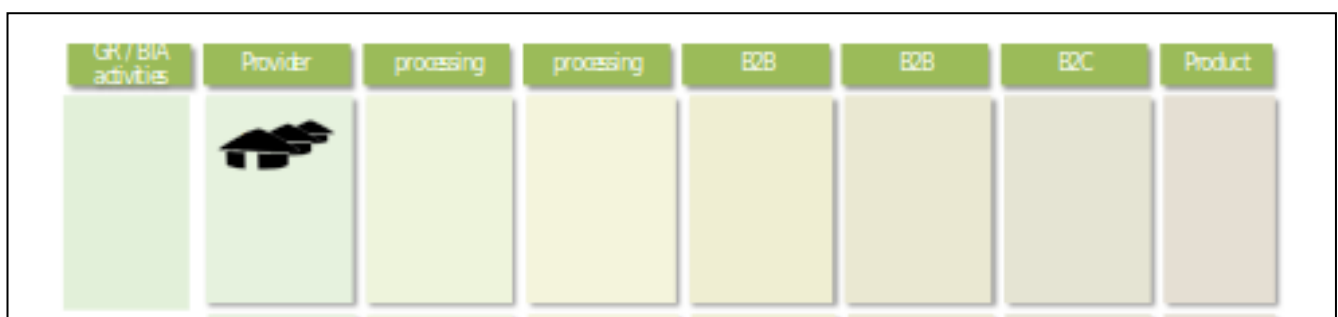 GR / BIA
activities
Provider
processing
processing
B2B
B2B
B2C
Product